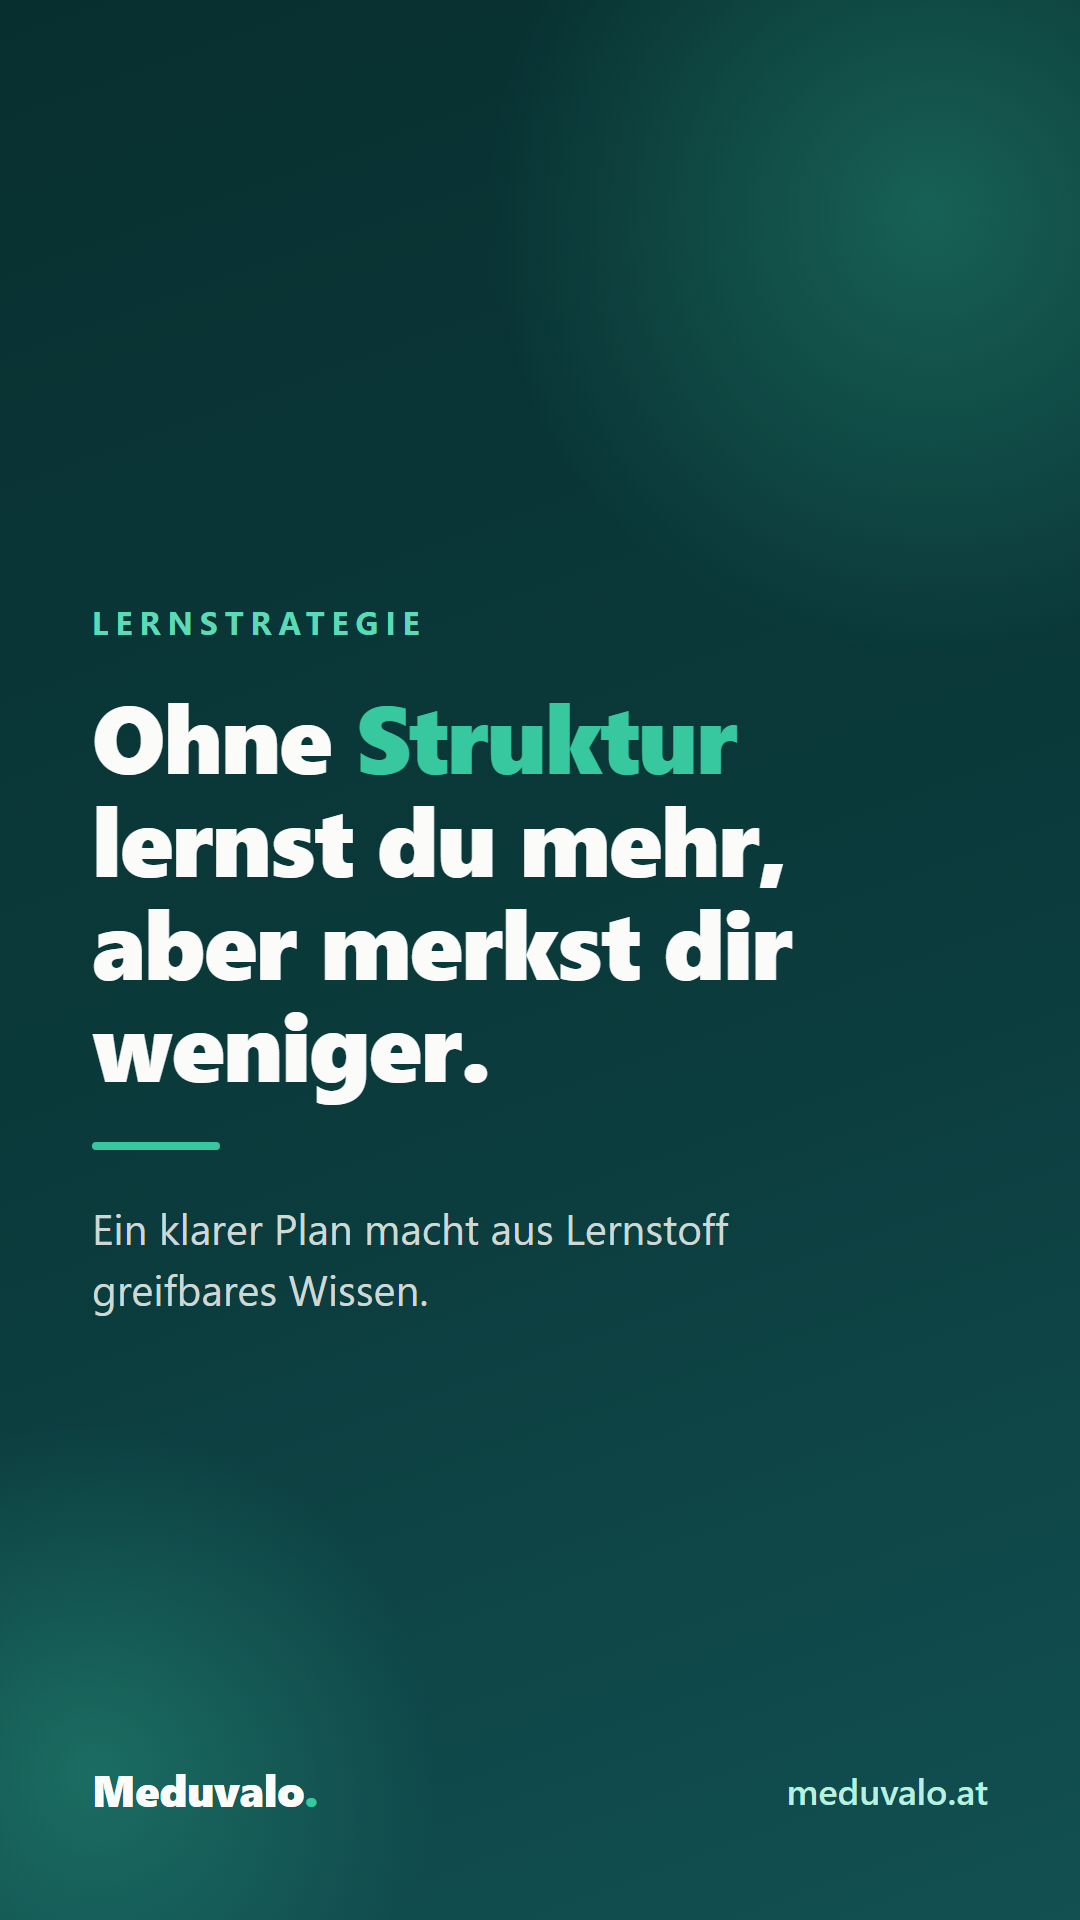 LERNSTRATEGIE
Ohne Struktur
lernst du mehr,
aber merkst dir
weniger.
Ein klarer Plan macht aus Lernstoff
greifbares Wissen.
Meduvalo.
meduvalo.at